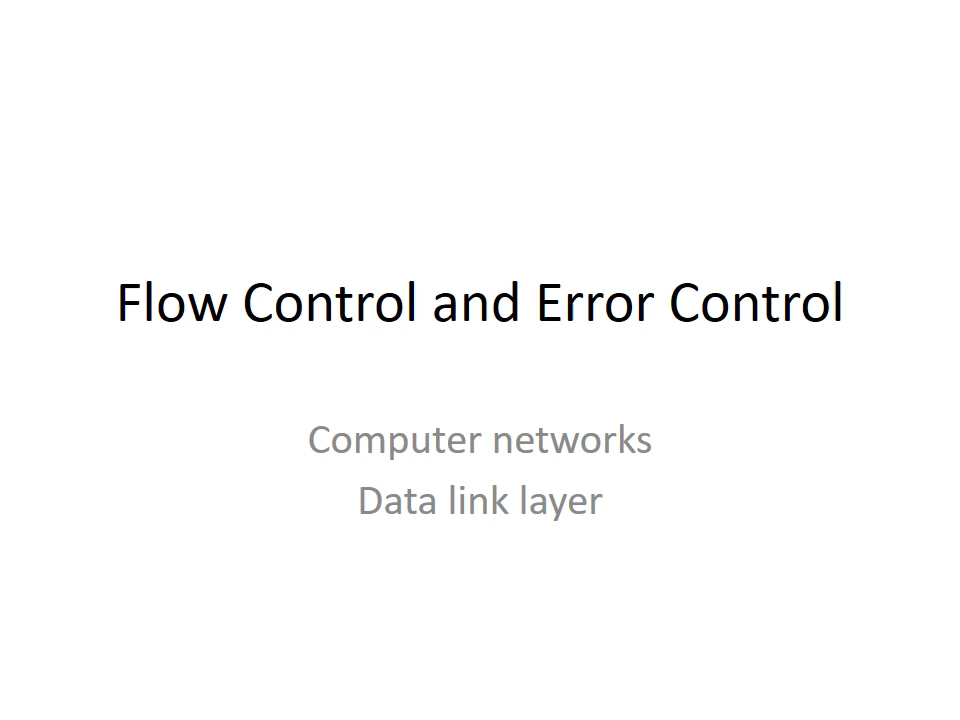 Flow Control and Error Control
Computer networks
Data link layer